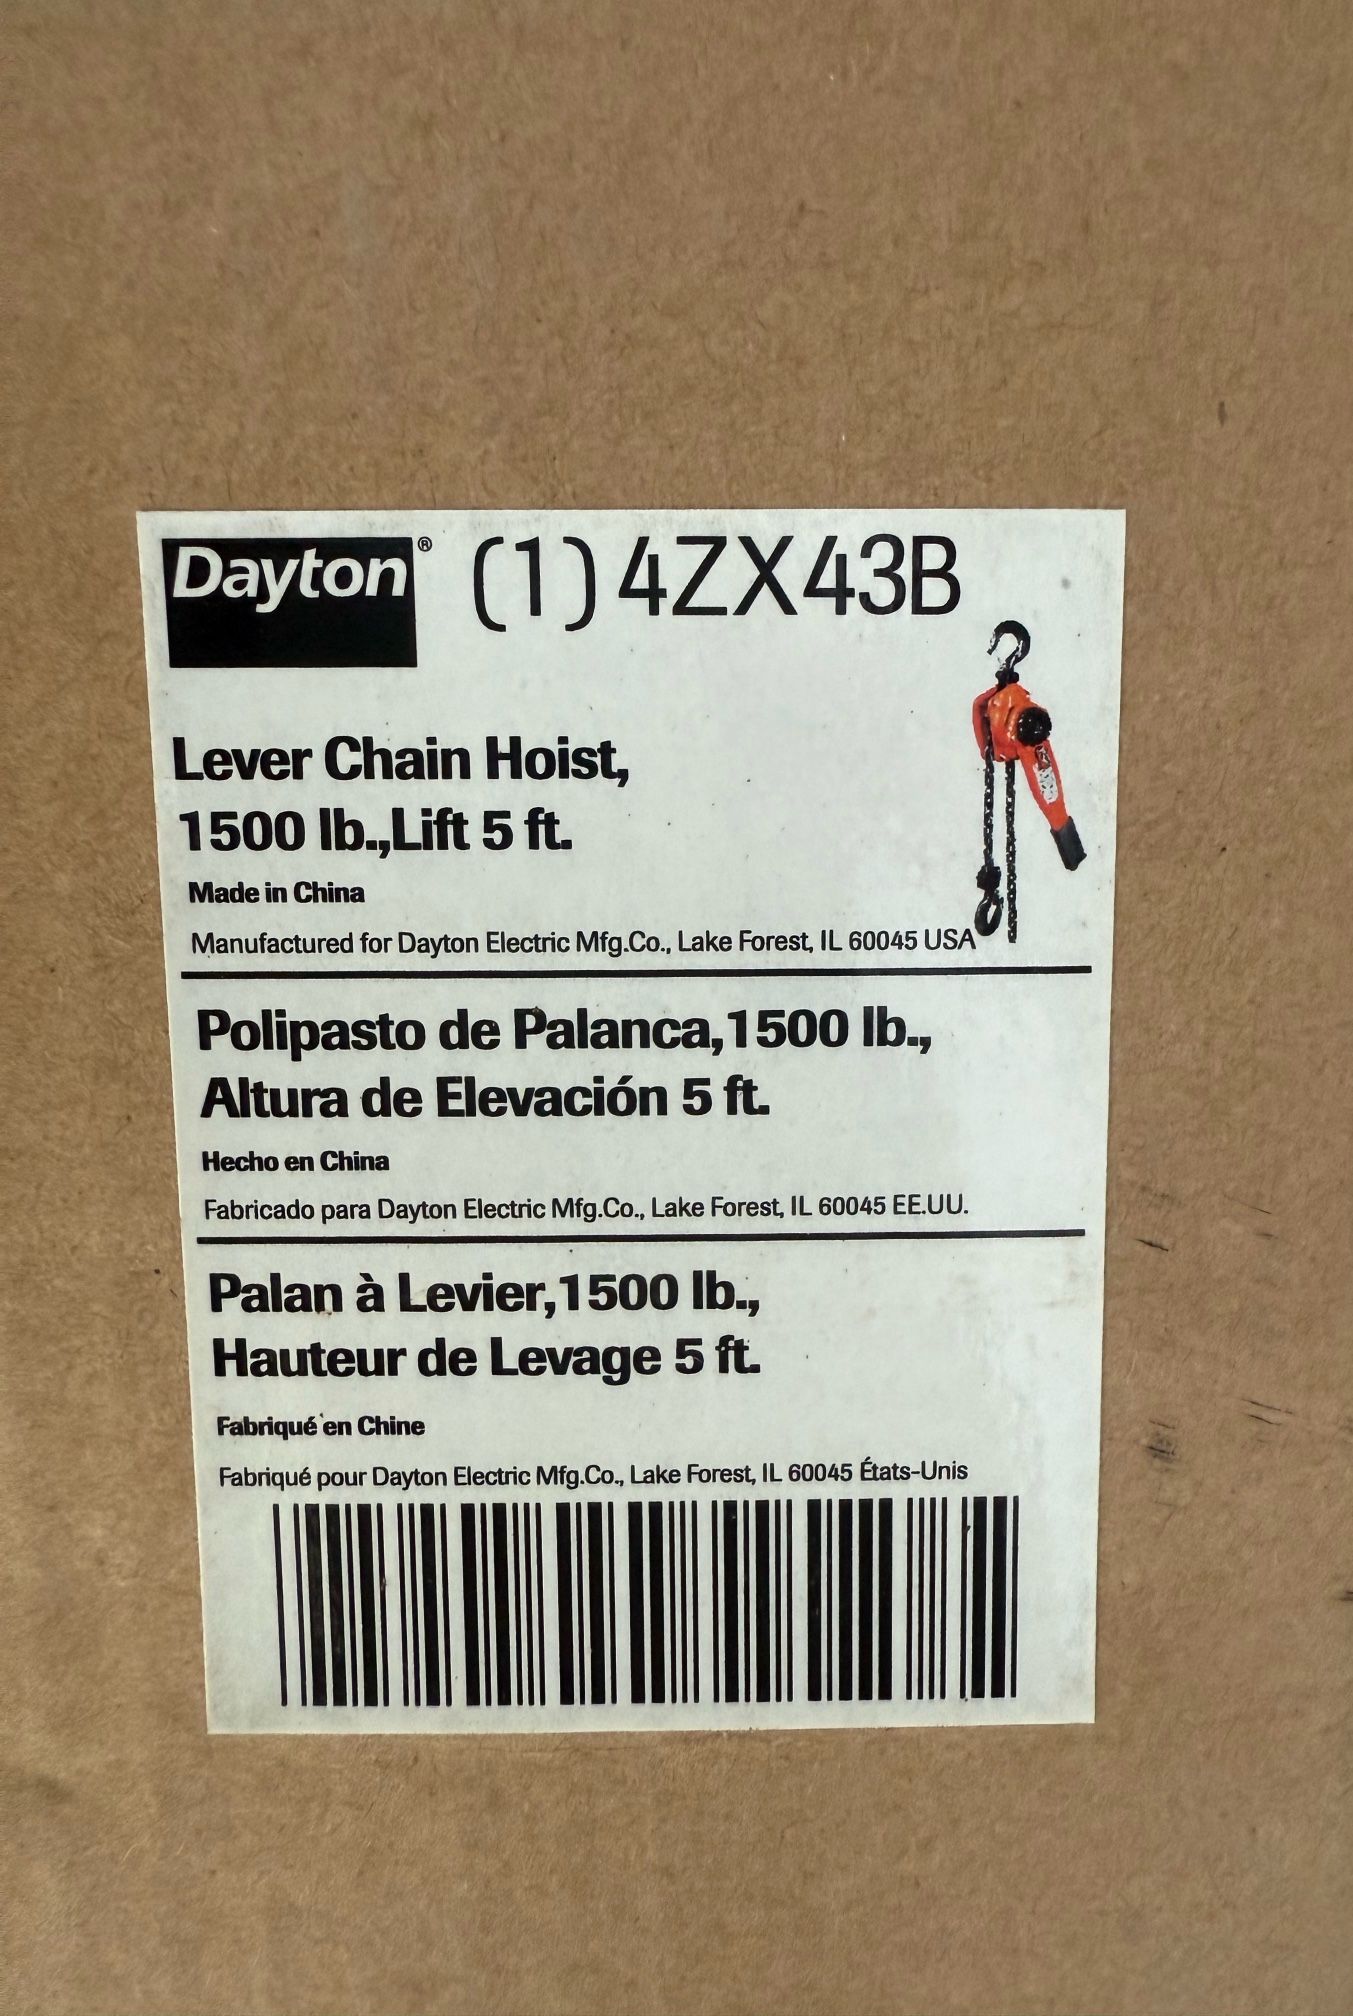 Dayton® (1) 4ZX43B
Lever Chain Hoist,
1500 lb.,Lift 5 ft.
Made in China
Manufactured for Dayton Electric Mfg.Co., Lake Forest, IL 60045 USA
Polipasto de Palanca,1500 lb.,
Altura de Elevación 5 ft.
Hecho en China
Fabricado para Dayton Electric Mfg.Co., Lake Forest, IL 60045 EE.UU.
Palan à Levier,1500 lb.,
Hauteur de Levage 5 ft.
Fabriqué en Chine
Fabriqué pour Dayton Electric Mfg.Co., Lake Forest, IL 60045 États-Unis